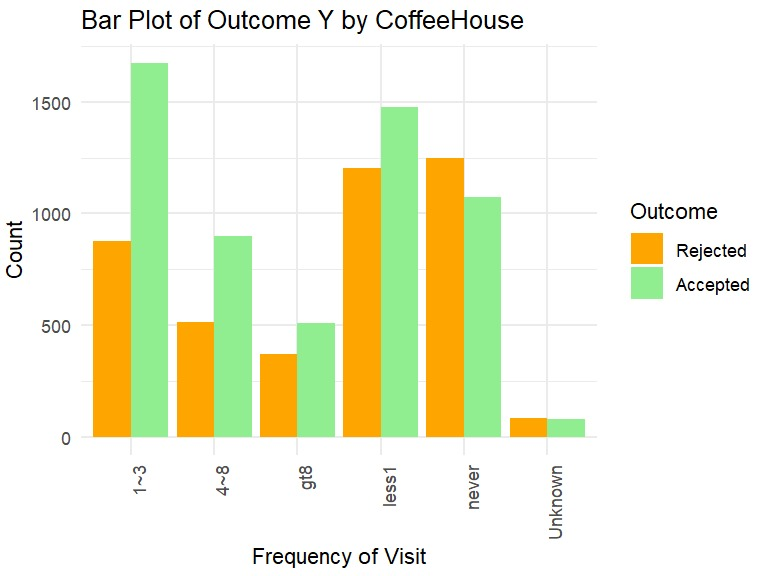 Bar Plot of Outcome Y by CoffeeHouse
Count
1500
1000
500
0
1~3
4~8
gt8
less1
never
Unknown
Frequency of Visit
Outcome
Rejected
Accepted